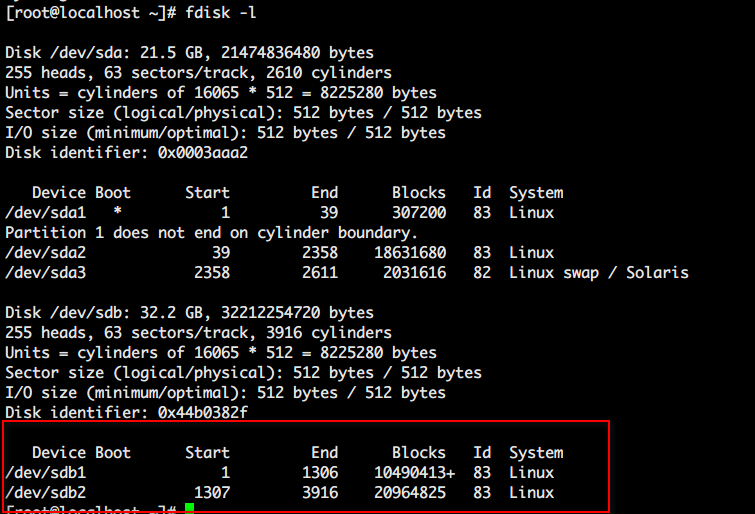 [root@localhost ~]# fdisk -l
Disk /dev/sda: 21.5 GB, 21474836480 bytes
255 heads, 63 sectors/track, 2610 cylinders
Units = cylinders of 16065 * 512 = 8225280 bytes
Sector size (logical/physical): 512 bytes / 512 bytes
I/O size (minimum/optimal): 512 bytes / 512 bytes
Disk identifier: 0x0003aaa2
Device Boot Start End Blocks Id System
/dev/sda1 * 1 39 307200 83 Linux
Partition 1 does not end on cylinder boundary.
/dev/sda2 39 2358 18631680 83 Linux
/dev/sda3 2358 2611 2031616 82 Linux swap / Solaris
Disk /dev/sdb: 32.2 GB, 32212254720 bytes
255 heads, 63 sectors/track, 3916 cylinders
Units = cylinders of 16065 * 512 = 8225280 bytes
Sector size (logical/physical): 512 bytes / 512 bytes
I/O size (minimum/optimal): 512 bytes / 512 bytes
Disk identifier: 0x44b0382f
Device Boot Start End Blocks Id System
/dev/sdb1 1 1306 10490413+ 83 Linux
/dev/sdb2 1307 3916 20964825 83 Linux
[root@localhost ~]#